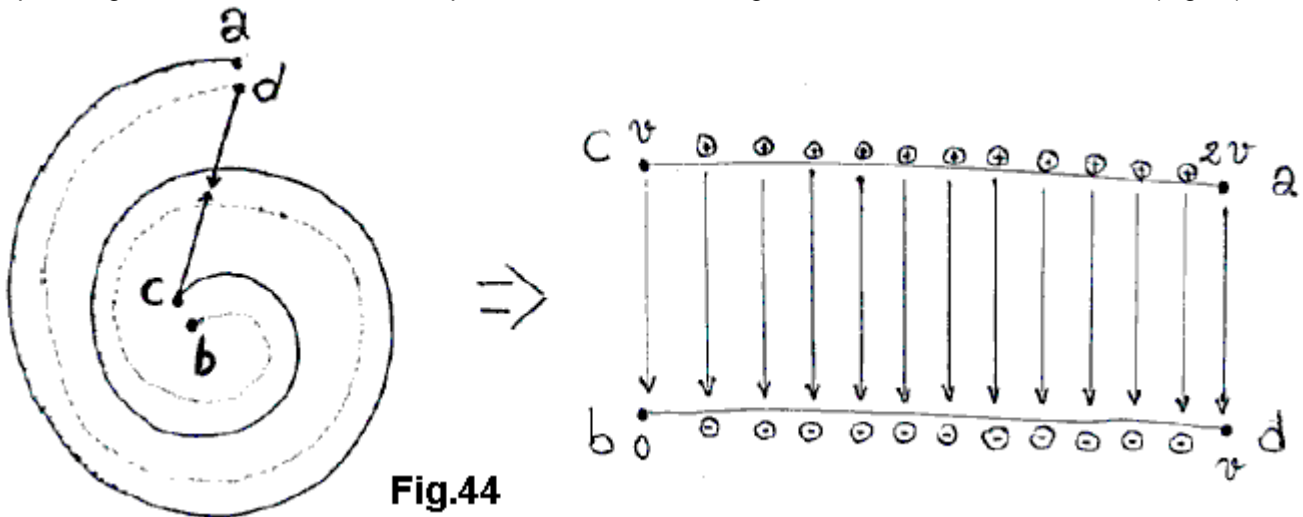 a
d
c
b
Fig.44
⇒
c v ⊕ ⊕ ⊕ ⊕ ⊕ ⊕ ⊕ ⊙ ⊕ ⊕ ⊕ 2v a
b 0 ⊖ ⊖ ⊖ ⊖ ⊖ ⊖ ⊖ ⊖ ⊖ ⊖ ⊖ v d